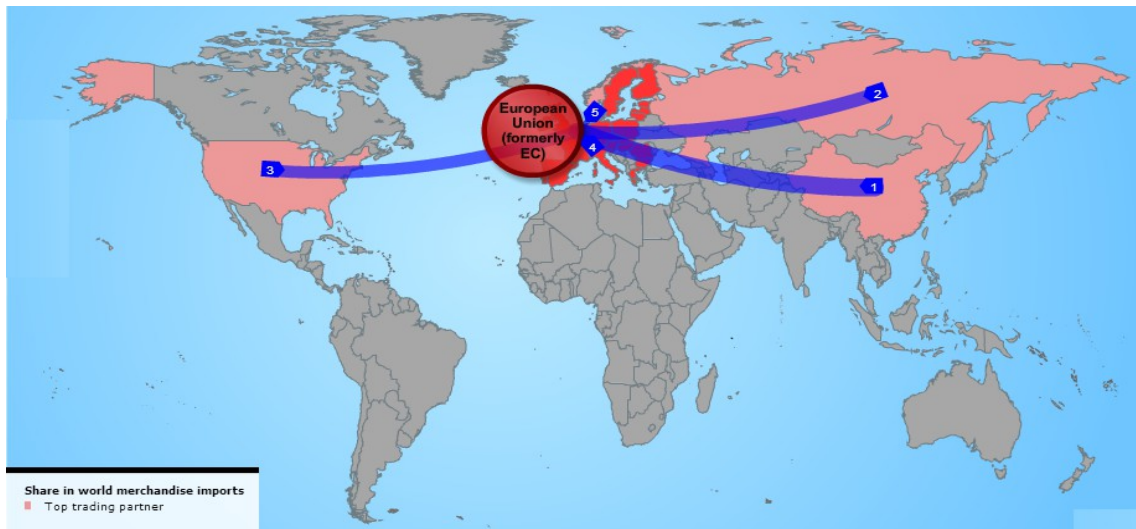 European
Union
(formerly
EC)
5
2
4
3
1
Share in world merchandise imports
Top trading partner